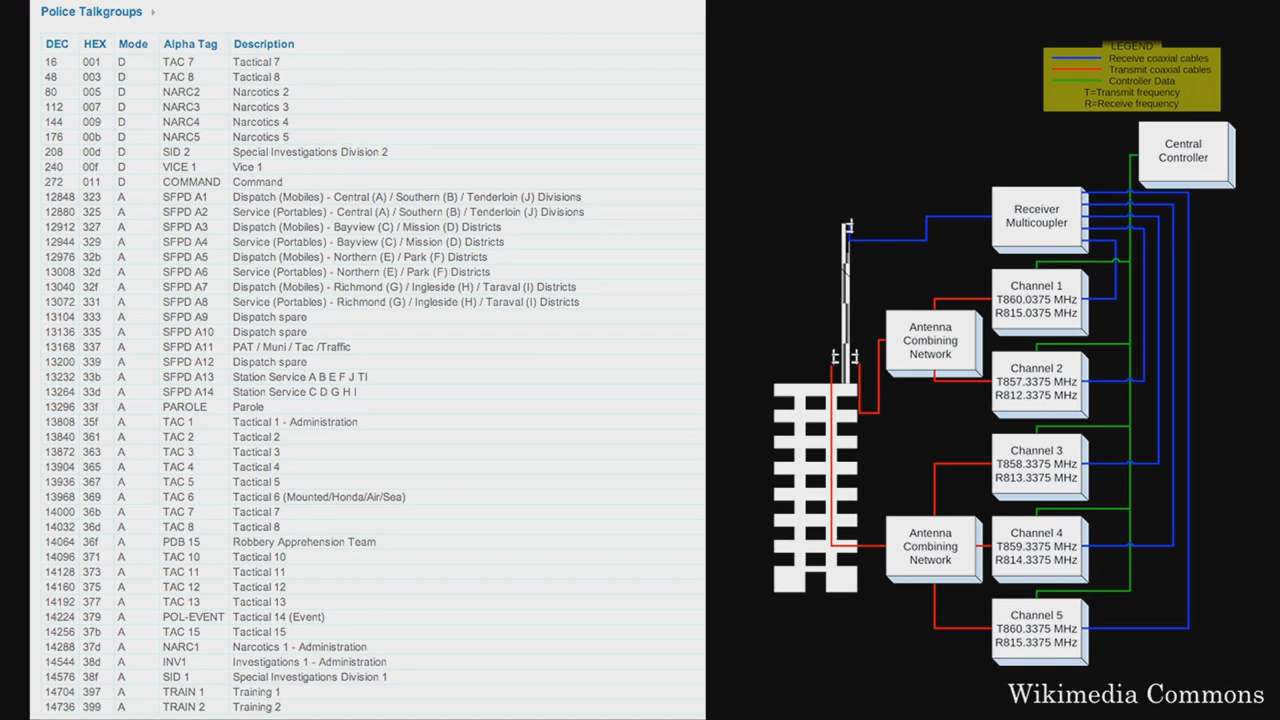 Police Talkgroups
DEC HEX Mode Alpha Tag Description
16 001 D TAC 7 Tactical 7
48 003 D TAC 8 Tactical 8
80 005 D NARC2 Narcotics 2
112 007 D NARC3 Narcotics 3
144 009 D NARC4 Narcotics 4
176 00b D NARC5 Narcotics 5
208 00d D SID 2 Special Investigations Division 2
240 00f D VICE 1 Vice 1
272 011 D COMMAND Command
12848 323 A SFPD A1 Dispatch (Mobiles) - Central (A) / Southern (B) / Tenderloin (J) Divisions
12880 325 A SFPD A2 Service (Portables) - Central (A) / Southern (B) / Tenderloin (J) Divisions
12912 327 A SFPD A3 Dispatch (Mobiles) - Bayview (C) / Mission (D) Districts
12944 329 A SFPD A4 Service (Portables) - Bayview (C) / Mission (D) Districts
12976 32b A SFPD A5 Dispatch (Mobiles) - Northern (E) / Park (F) Districts
13008 32d A SFPD A6 Service (Portables) - Northern (E) / Park (F) Districts
13040 32f A SFPD A7 Dispatch (Mobiles) - Richmond (G) / Ingleside (H) / Taraval (I) Districts
13072 331 A SFPD A8 Service (Portables) - Richmond (G) / Ingleside (H) / Taraval (I) Districts
13104 333 A SFPD A9 Dispatch spare
13136 335 A SFPD A10 Dispatch spare
13168 337 A SFPD A11 PAT / Muni / Tac /Traffic
13200 339 A SFPD A12 Dispatch spare
13232 33b A SFPD A13 Station Service A B E F J TI
13264 33d A SFPD A14 Station Service C D G H I
13296 33f A PAROLE Parole
13808 35f A TAC 1 Tactical 1 - Administration
13840 361 A TAC 2 Tactical 2
13872 363 A TAC 3 Tactical 3
13904 365 A TAC 4 Tactical 4
13936 367 A TAC 5 Tactical 5
13968 369 A TAC 6 Tactical 6 (Mounted/Honda/Air/Sea)
14000 36b A TAC 7 Tactical 7
14032 36d A TAC 8 Tactical 8
14064 36f A PDB 15 Robbery Apprehension Team
14096 371 A TAC 10 Tactical 10
14128 373 A TAC 11 Tactical 11
14160 375 A TAC 12 Tactical 12
14192 377 A TAC 13 Tactical 13
14224 379 A POL-EVENT Tactical 14 (Event)
14256 37b A TAC 15 Tactical 15
14288 37d A NARC1 Narcotics 1 - Administration
14544 38d A INV1 Investigations 1 - Administration
14576 38f A SID 1 Special Investigations Division 1
14704 397 A TRAIN 1 Training 1
14736 399 A TRAIN 2 Training 2
LEGEND
Receive coaxial cables
Transmit coaxial cables
Controller Data
T=Transmit frequency
R=Receive frequency
Central
Controller
Receiver
Multicoupler
Channel 1
T860.0375 MHz
R815.0375 MHz
Antenna
Combining
Network
Channel 2
T857.3375 MHz
R812.3375 MHz
Channel 3
T858.3375 MHz
R813.3375 MHz
Antenna
Combining
Network
Channel 4
T859.3375 MHz
R814.3375 MHz
Channel 5
T860.3375 MHz
R815.3375 MHz
Wikimedia Commons